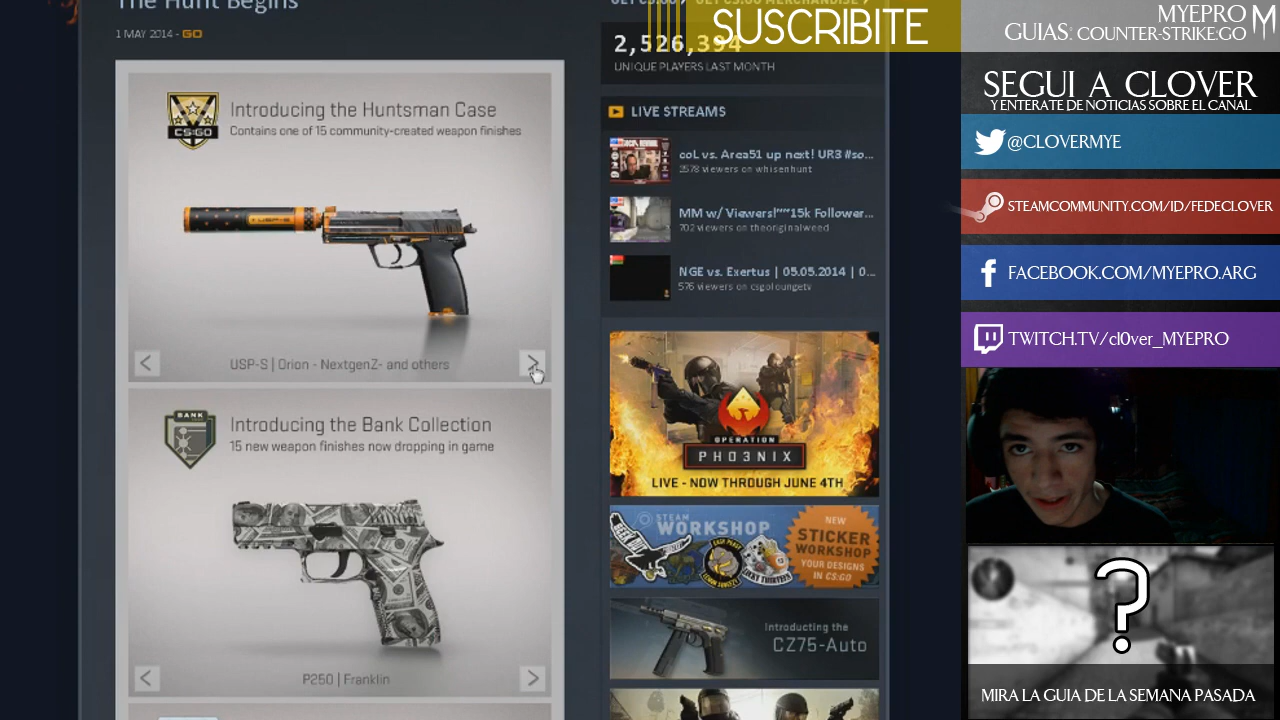 The Hunt Begins
1 MAY 2014 - GO
Introducing the Huntsman Case
Contains one of 15 community-created weapon finishes
CS:GO
USP-S
USP-S | Orion - NextgenZ- and others
BANK
Introducing the Bank Collection
15 new weapon finishes now dropping in game
P250 | Franklin
2,526,394
UNIQUE PLAYERS LAST MONTH
LIVE STREAMS
coL vs. Area51 up next! UR3 #so...
2578 viewers on whisenhunt
MM w/ Viewers!~~15k Follower...
702 viewers on theoriginalweed
NGE vs. Exertus | 05.05.2014 | 0...
576 viewers on csgoloungetv
OPERATION
PHO3NIX
LIVE - NOW THROUGH JUNE 4TH
STEAM
WORKSHOP
NEW
STICKER
WORKSHOP
YOUR DESIGNS
IN CS:GO
Introducing the
CZ75-Auto
SUSCRIBITE
MYEPRO
GUIAS: COUNTER-STRIKE:GO
SEGUI A CLOVER
Y ENTERATE DE NOTICIAS SOBRE EL CANAL
@CLOVERMYE
STEAMCOMMUNITY.COM/ID/FEDECLOVER
FACEBOOK.COM/MYEPRO.ARG
TWITCH.TV/cl0ver_MYEPRO
?
MIRA LA GUIA DE LA SEMANA PASADA